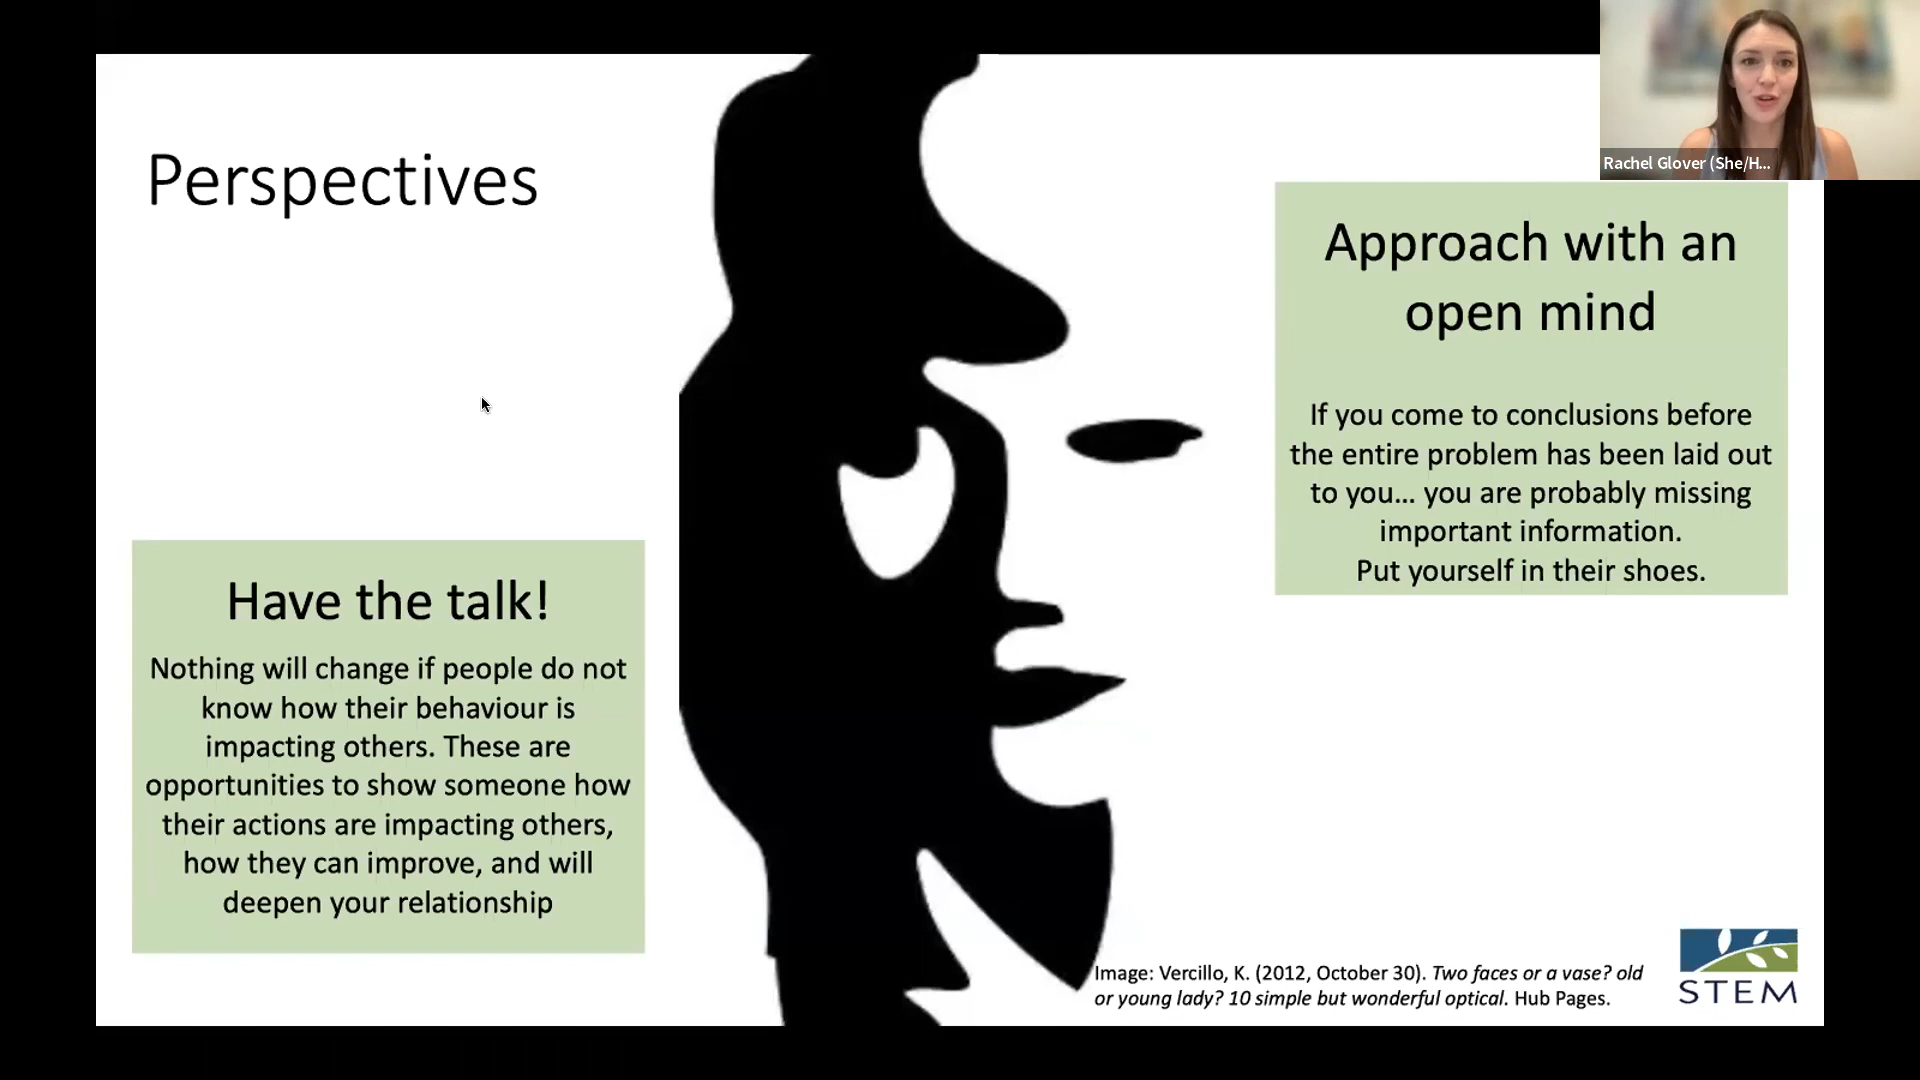 Rachel Glover (She/H...
Perspectives
Approach with an
open mind
If you come to conclusions before
the entire problem has been laid out
to you... you are probably missing
important information.
Put yourself in their shoes.
Have the talk!
Nothing will change if people do not
know how their behaviour is
impacting others. These are
opportunities to show someone how
their actions are impacting others,
how they can improve, and will
deepen your relationship
Image: Vercillo, K. (2012, October 30). Two faces or a vase? old
or young lady? 10 simple but wonderful optical. Hub Pages.
STEM